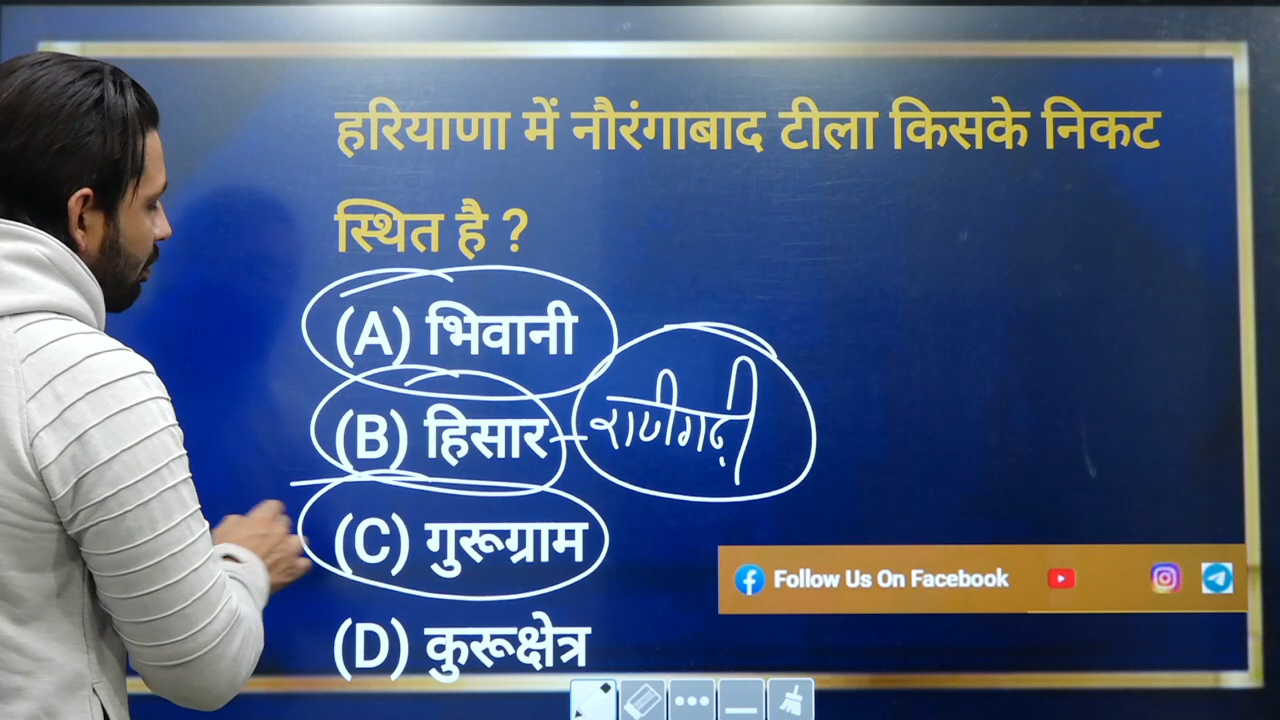 हरियाणा में नौरंगाबाद टीला किसके निकट
स्थित है ?
(A) भिवानी
(B) हिसार - राणीगढ़ी
(C) गुरूग्राम
(D) कुरूक्षेत्र
Follow Us On Facebook